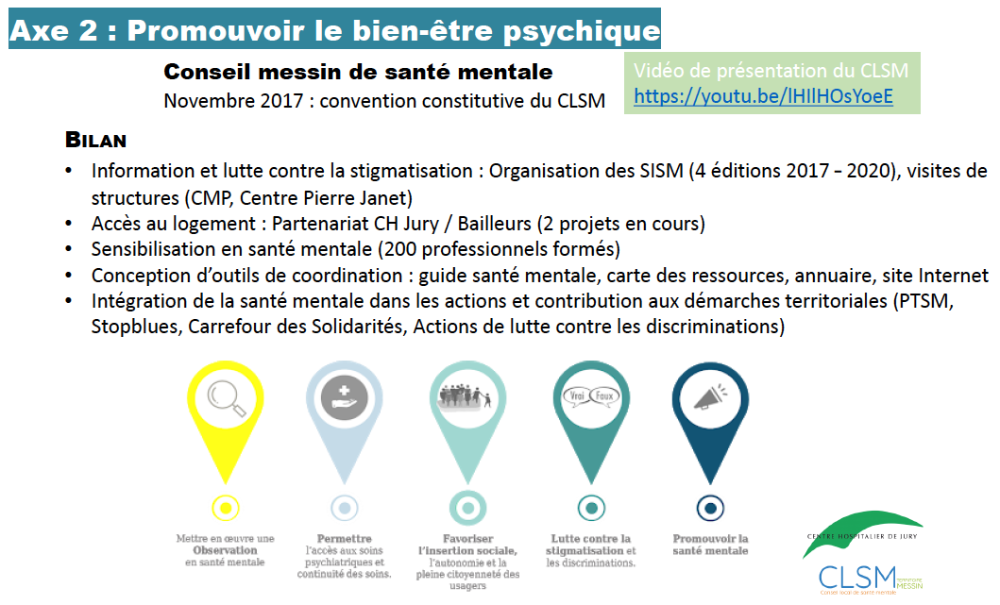 Axe 2 : Promouvoir le bien-être psychique
Conseil messin de santé mentale
Novembre 2017 : convention constitutive du CLSM
Vidéo de présentation du CLSM
https://youtu.be/lHIlHOsYoeE
BILAN
• Information et lutte contre la stigmatisation : Organisation des SISM (4 éditions 2017 – 2020), visites de
structures (CMP, Centre Pierre Janet)
• Accès au logement : Partenariat CH Jury / Bailleurs (2 projets en cours)
• Sensibilisation en santé mentale (200 professionnels formés)
• Conception d’outils de coordination : guide santé mentale, carte des ressources, annuaire, site Internet
• Intégration de la santé mentale dans les actions et contribution aux démarches territoriales (PTSM,
Stopblues, Carrefour des Solidarités, Actions de lutte contre les discriminations)
Vrai Faux
Mettre en œuvre une
Observation
en santé mentale
Permettre
l’accès aux soins
psychiatriques et
continuité des soins.
Favoriser
l’insertion sociale,
l’autonomie et la
pleine citoyenneté des
usagers
Lutte contre la
stigmatisation et
les discriminations.
Promouvoir la
santé mentale
CENTRE HOSPITALIER DE JURY
CLSM
TERRITOIRE
MESSIN
Conseil local de santé mentale